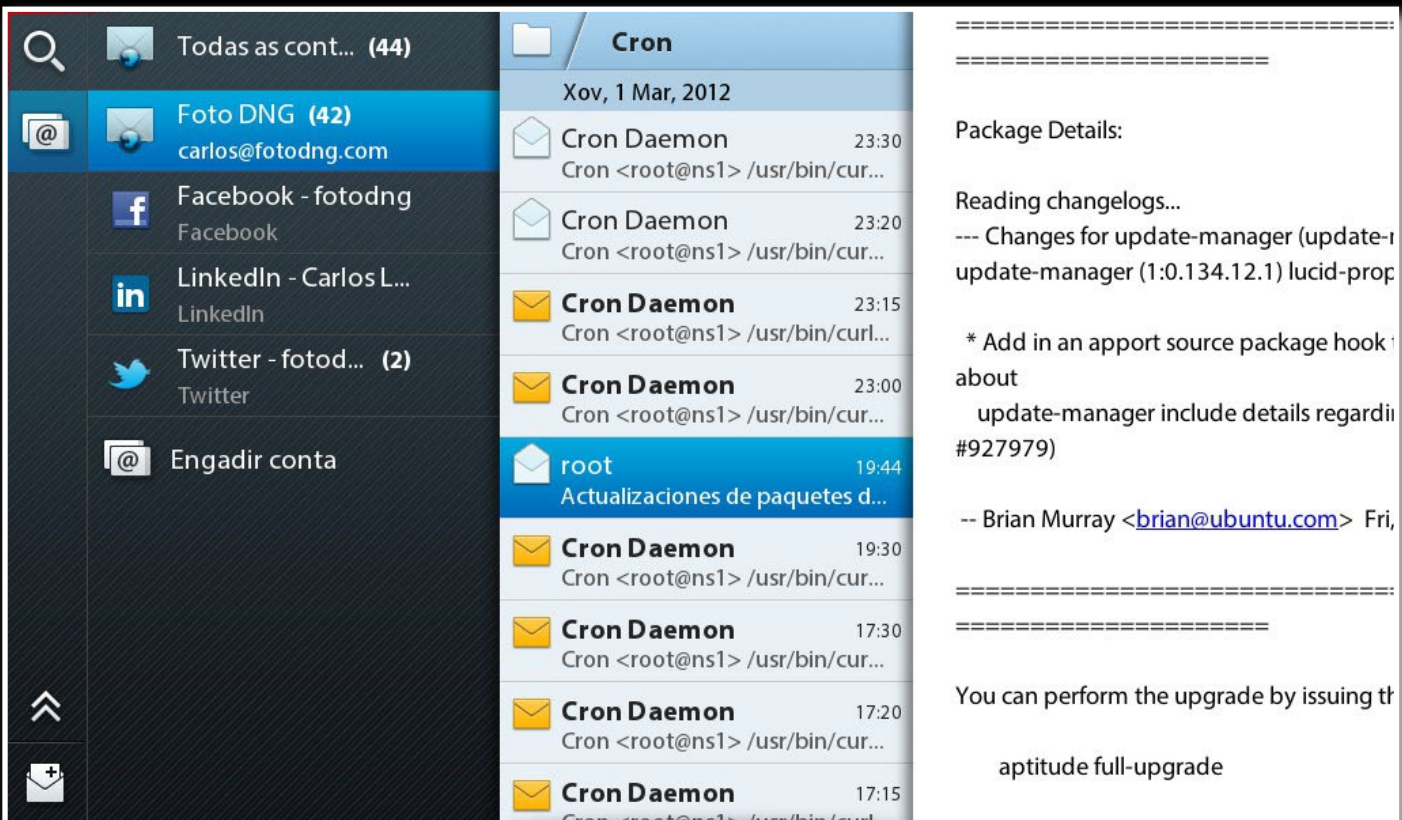 Todas as cont... (44)
Foto DNG (42)
carlos@fotodng.com
Facebook - fotodng
Facebook
LinkedIn - Carlos L...
LinkedIn
Twitter - fotod... (2)
Twitter
Engadir conta
Cron
Xov, 1 Mar, 2012
Cron Daemon 23:30
Cron <root@ns1> /usr/bin/cur...
Cron Daemon 23:20
Cron <root@ns1> /usr/bin/cur...
Cron Daemon 23:15
Cron <root@ns1> /usr/bin/curl...
Cron Daemon 23:00
Cron <root@ns1> /usr/bin/cur...
root 19:44
Actualizaciones de paquetes d...
Cron Daemon 19:30
Cron <root@ns1> /usr/bin/cur...
Cron Daemon 17:30
Cron <root@ns1> /usr/bin/cur...
Cron Daemon 17:20
Cron <root@ns1> /usr/bin/cur...
Cron Daemon 17:15
==============================
=====================
Package Details:
Reading changelogs...
--- Changes for update-manager (update-
update-manager (1:0.134.12.1) lucid-prop
* Add in an apport source package hook
about
update-manager include details
#927979)
-- Brian Murray <brian@ubuntu.com> Fri,
==============================
=====================
You can perform the upgrade by issuing
aptitude full-upgrade